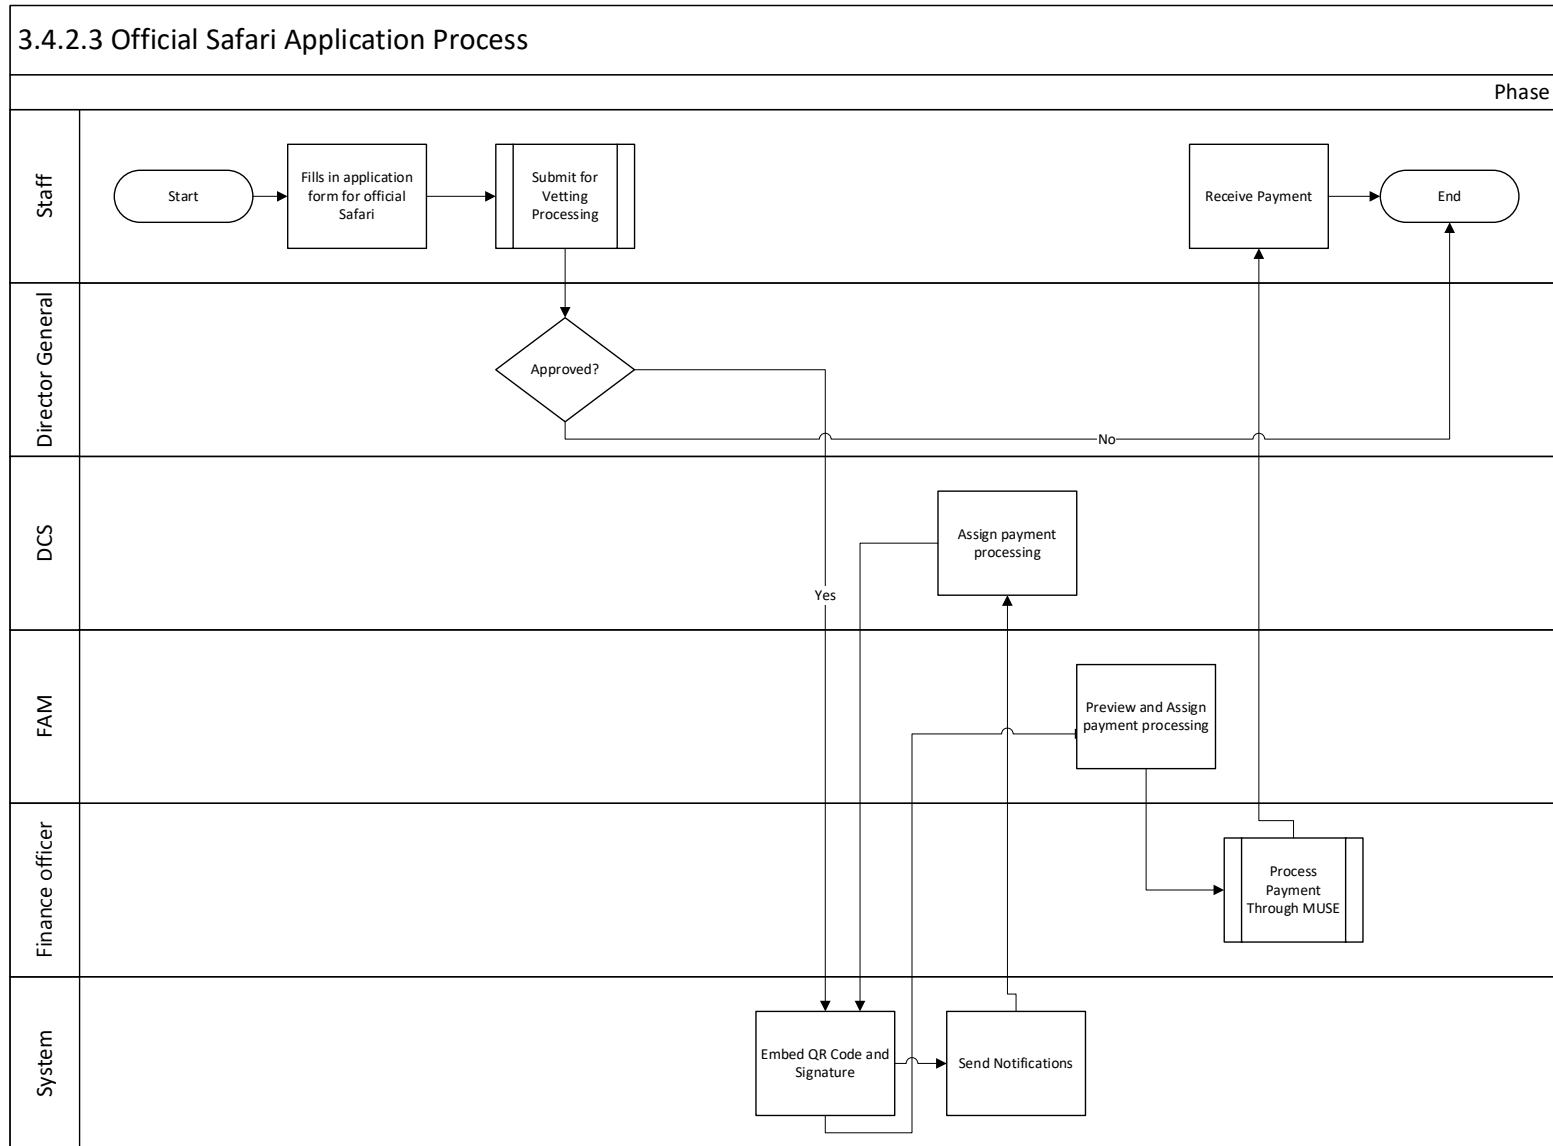 3.4.2.3 Official Safari Application Process
Phase
Staff
Start
Fills in application
form for official
Safari
Submit for
Vetting
Processing
Receive Payment
End
Director General
Approved?
No
DCS
Assign payment
processing
Yes
FAM
Preview and Assign
payment processing
Finance officer
Process
Payment
Through MUSE
System
Embed QR Code and
Signature
Send Notifications